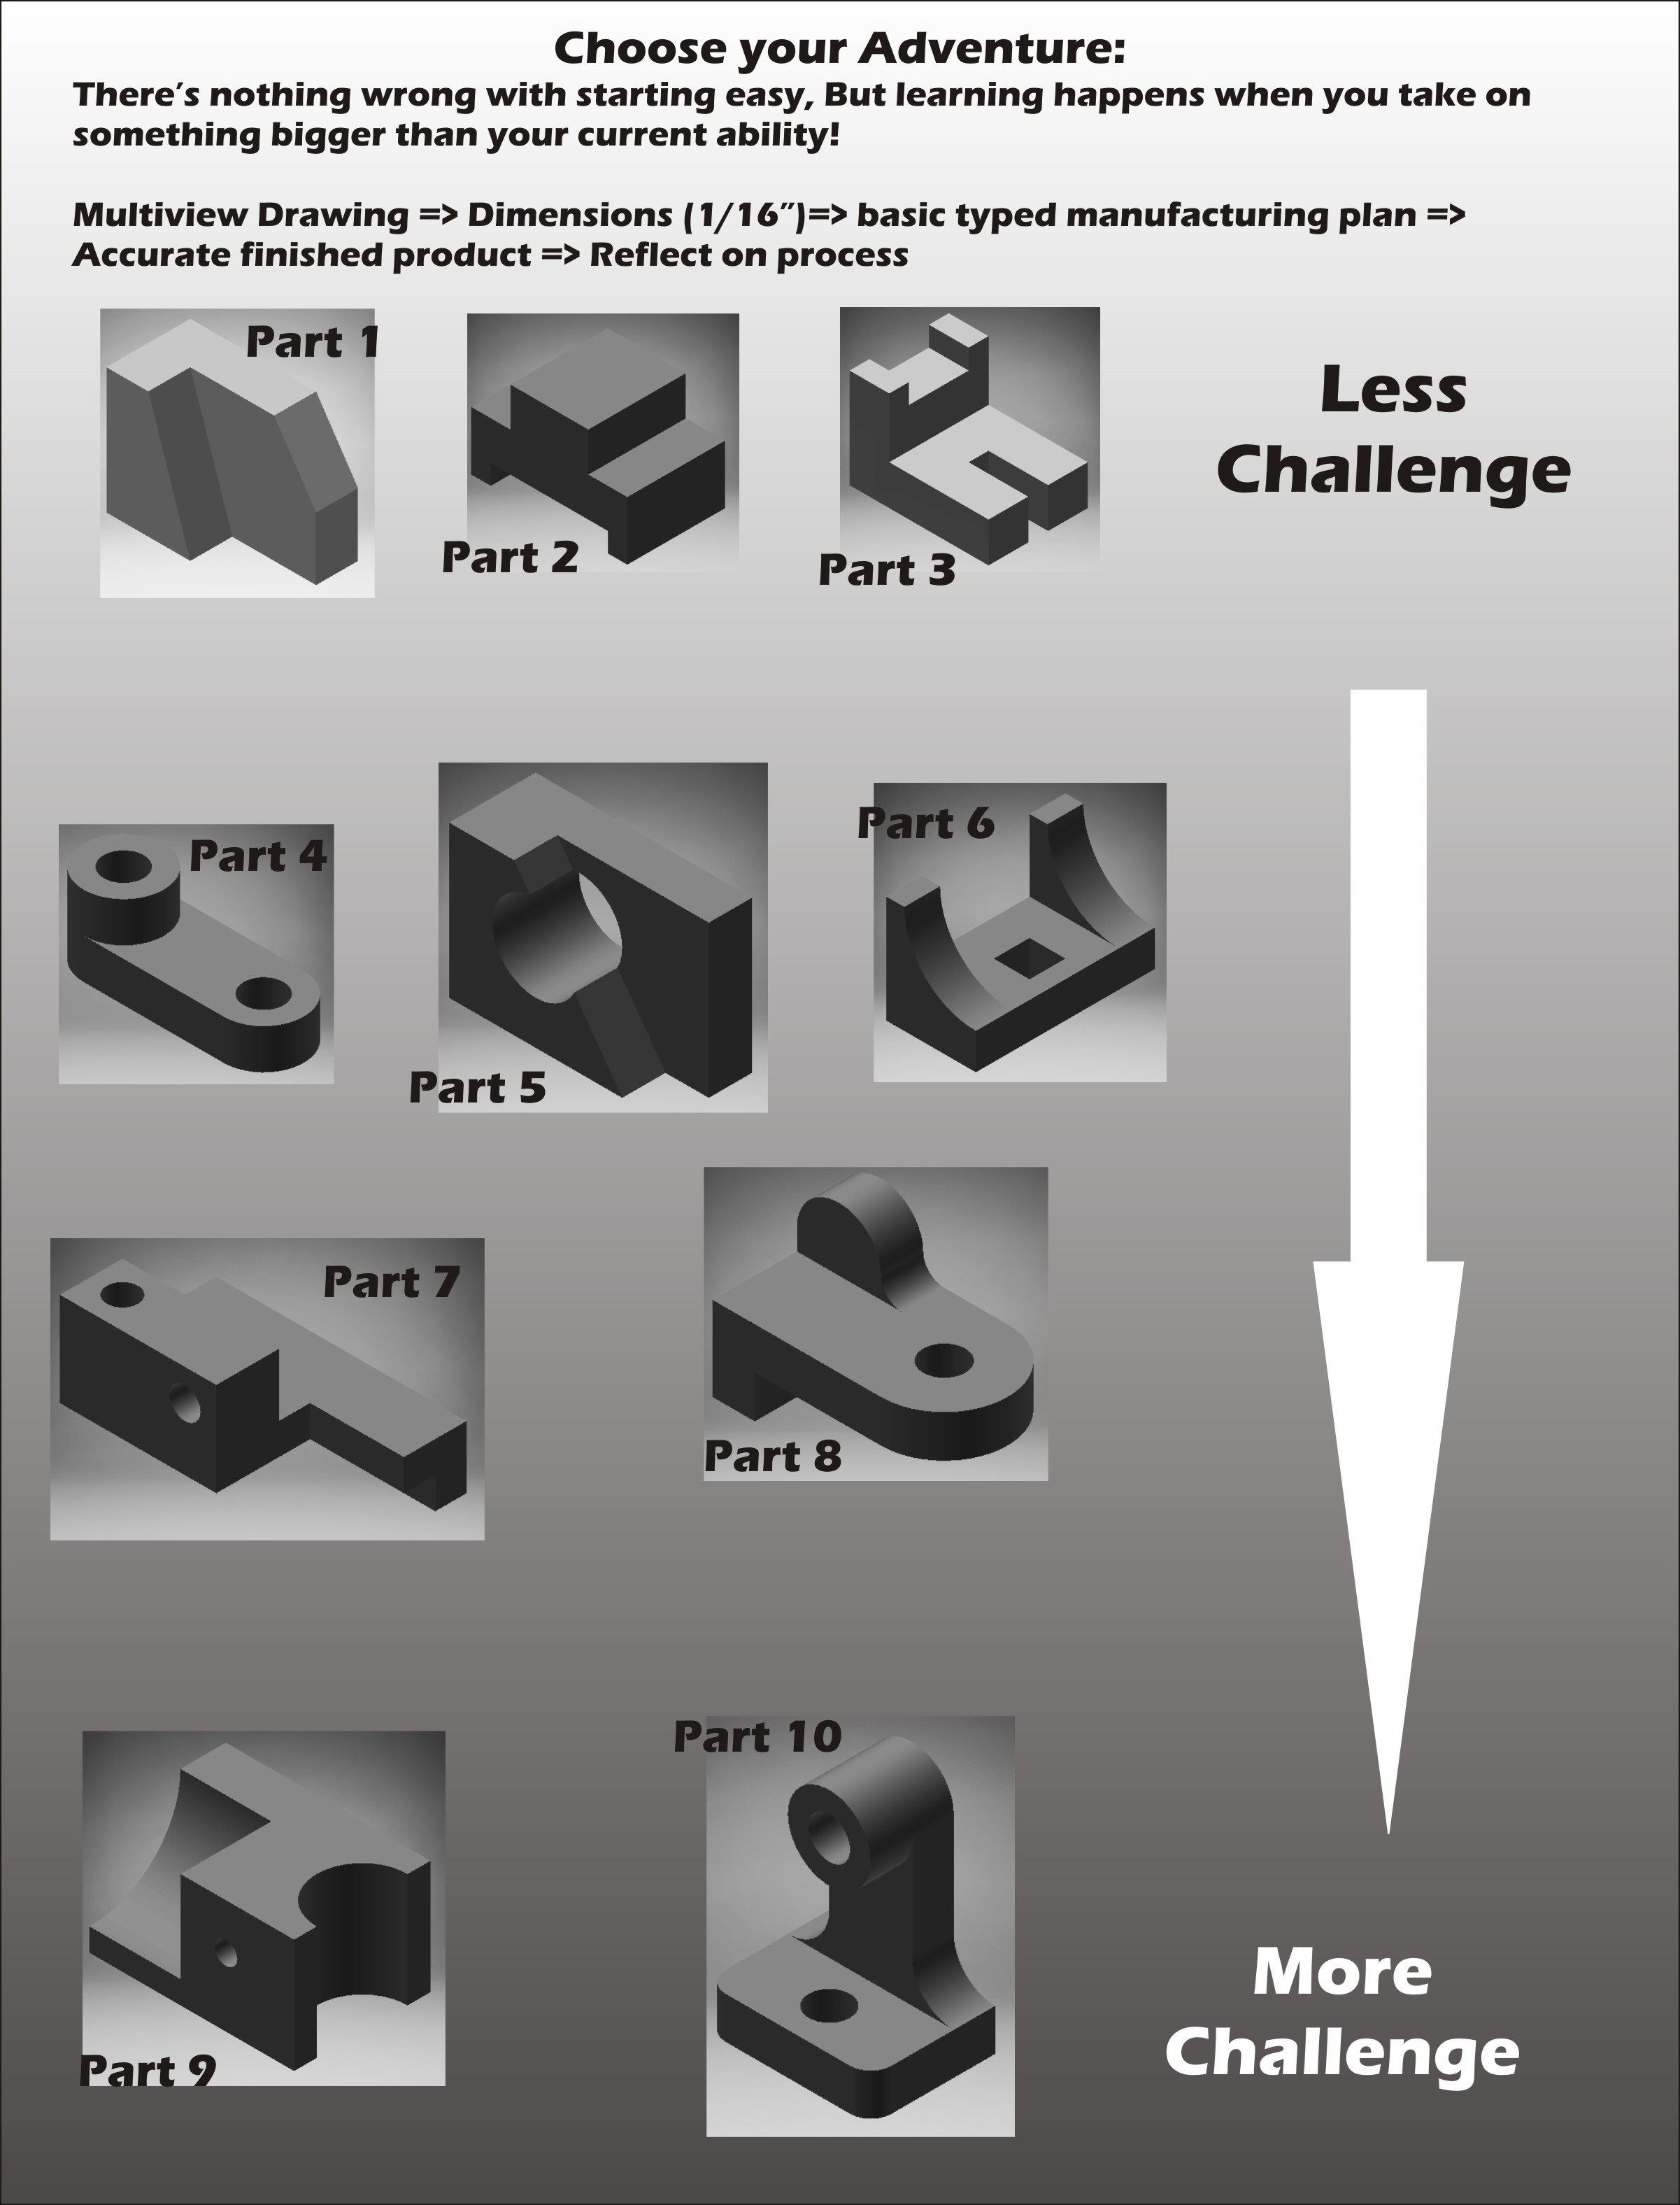 Choose your Adventure:
There's nothing wrong with starting easy, But learning happens when you take on
something bigger than your current ability!
Multiview Drawing => Dimensions (1/16")=> basic typed manufacturing plan =>
Accurate finished product => Reflect on process
Part 1
Part 2
Part 3
Less
Challenge
Part 4
Part 5
Part 6
Part 7
Part 8
Part 9
Part 10
More
Challenge